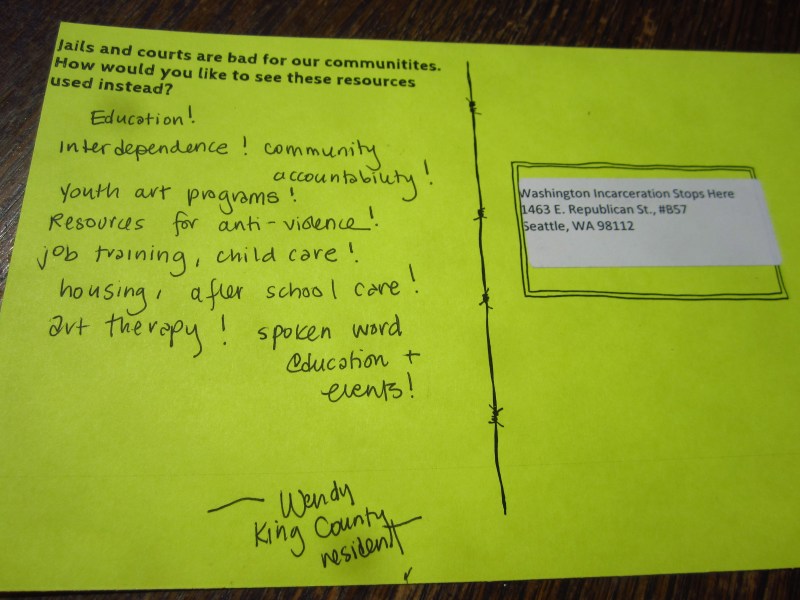 Jails and courts are bad for our communitites.
How would you like to see these resources
used instead?
Education!
Interdependence! community
accountability!
Youth art programs!
Resources for anti-violence!
job training, child care!
housing, after school care!
art therapy! spoken word
education +
events!
— Wendy
King County
resident
Washington Incarceration Stops Here
1463 E. Republican St., #B57
Seattle, WA 98112